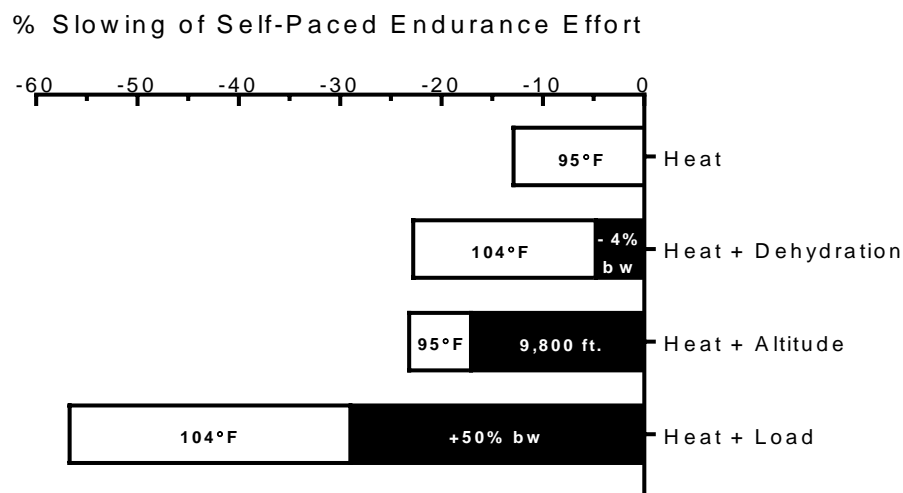 % Slowing of Self-Paced Endurance Effort
-60 -50 -40 -30 -20 -10 0
95°F Heat
104°F - 4% bw Heat + Dehydration
95°F 9,800 ft. Heat + Altitude
104°F +50% bw Heat + Load